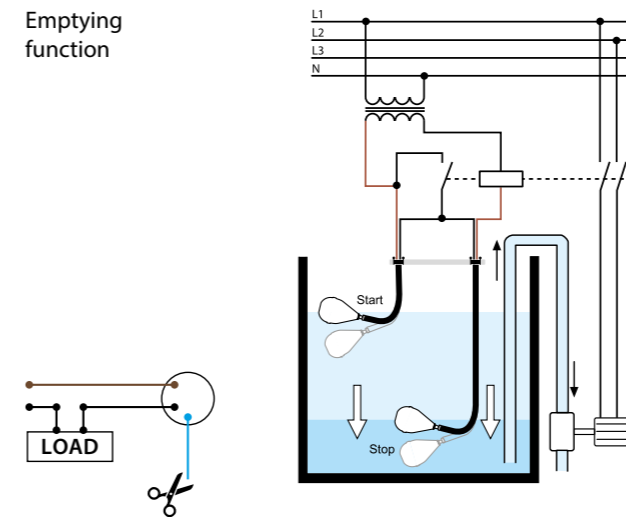 Emptying
function
L1
L2
L3
N
Start
Stop
LOAD